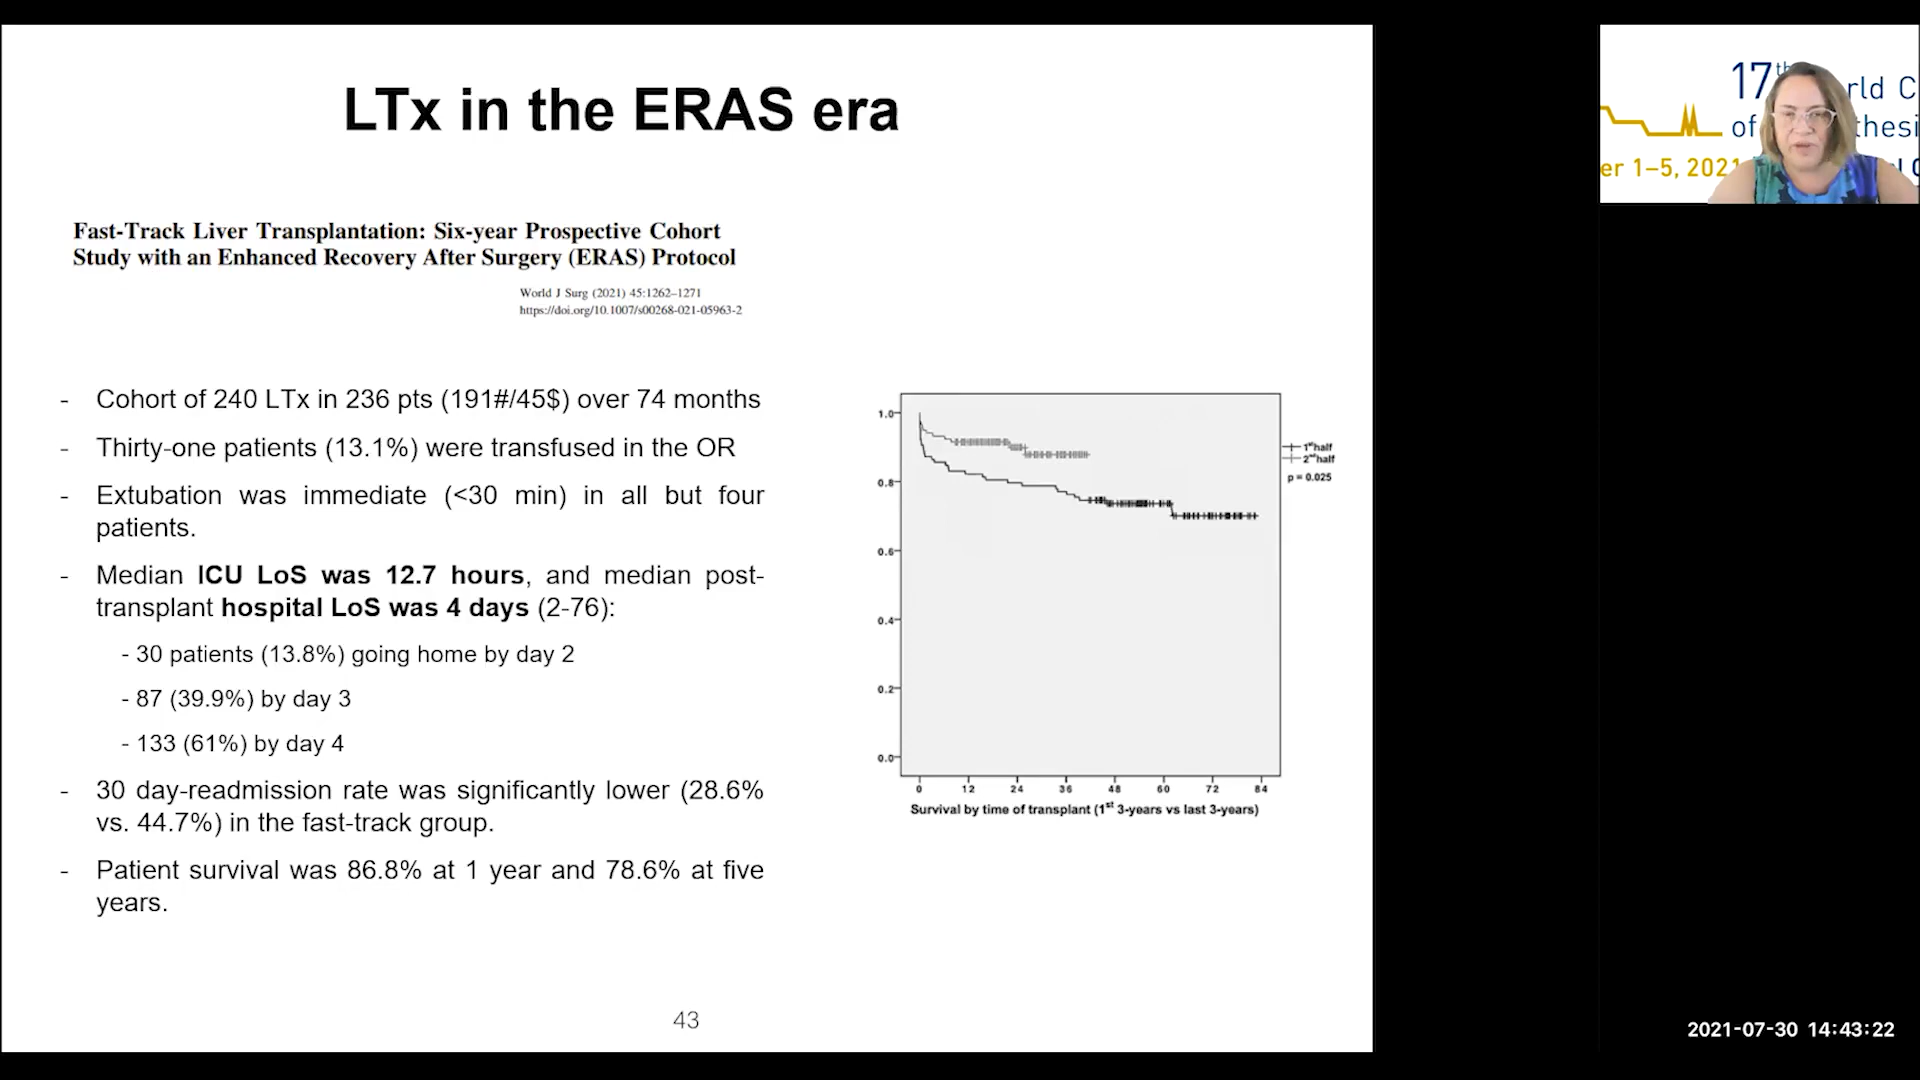 LTx in the ERAS era
Fast-Track Liver Transplantation: Six-year Prospective Cohort
Study with an Enhanced Recovery After Surgery (ERAS) Protocol
World J Surg (2021) 45:1262–1271
https://doi.org/10.1007/s00268-021-05963-2
- Cohort of 240 LTx in 236 pts (191#/45$) over 74 months
- Thirty-one patients (13.1%) were transfused in the OR
- Extubation was immediate (<30 min) in all but four
patients.
- Median ICU LoS was 12.7 hours, and median post-
transplant hospital LoS was 4 days (2-76):
- 30 patients (13.8%) going home by day 2
- 87 (39.9%) by day 3
- 133 (61%) by day 4
- 30 day-readmission rate was significantly lower (28.6%
vs. 44.7%) in the fast-track group.
- Patient survival was 86.8% at 1 year and 78.6% at five
years.
1.0
0.8
0.6
0.4
0.2
0.0
0 12 24 36 48 60 72 84
Survival by time of transplant (1st 3-years vs last 3-years)
1st half
2nd half
p = 0.025
43
17th rld C
of thesi
er 1–5, 2021
2021-07-30 14:43:22